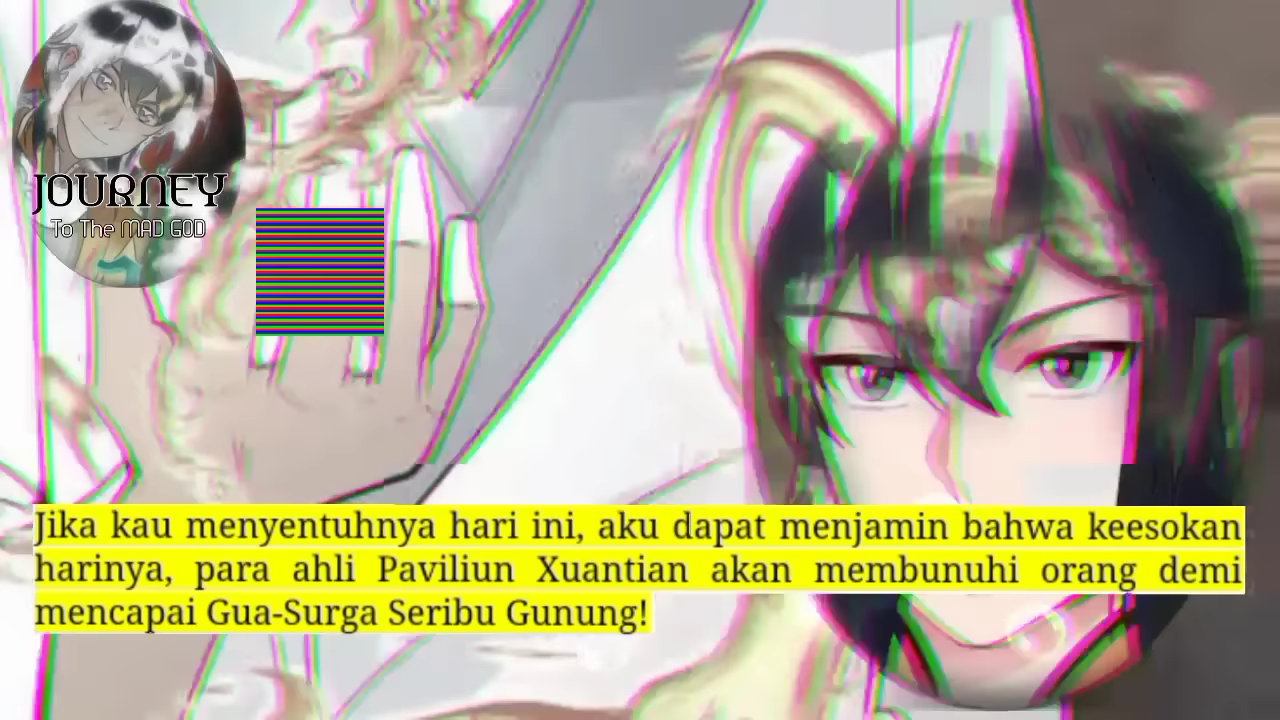 JOURNEY
To The MAD GOD
Jika kau menyentuhnya hari ini, aku dapat menjamin bahwa keesokan
harinya, para ahli Paviliun Xuantian akan membunuhi orang demi
mencapai Gua-Surga Seribu Gunung!